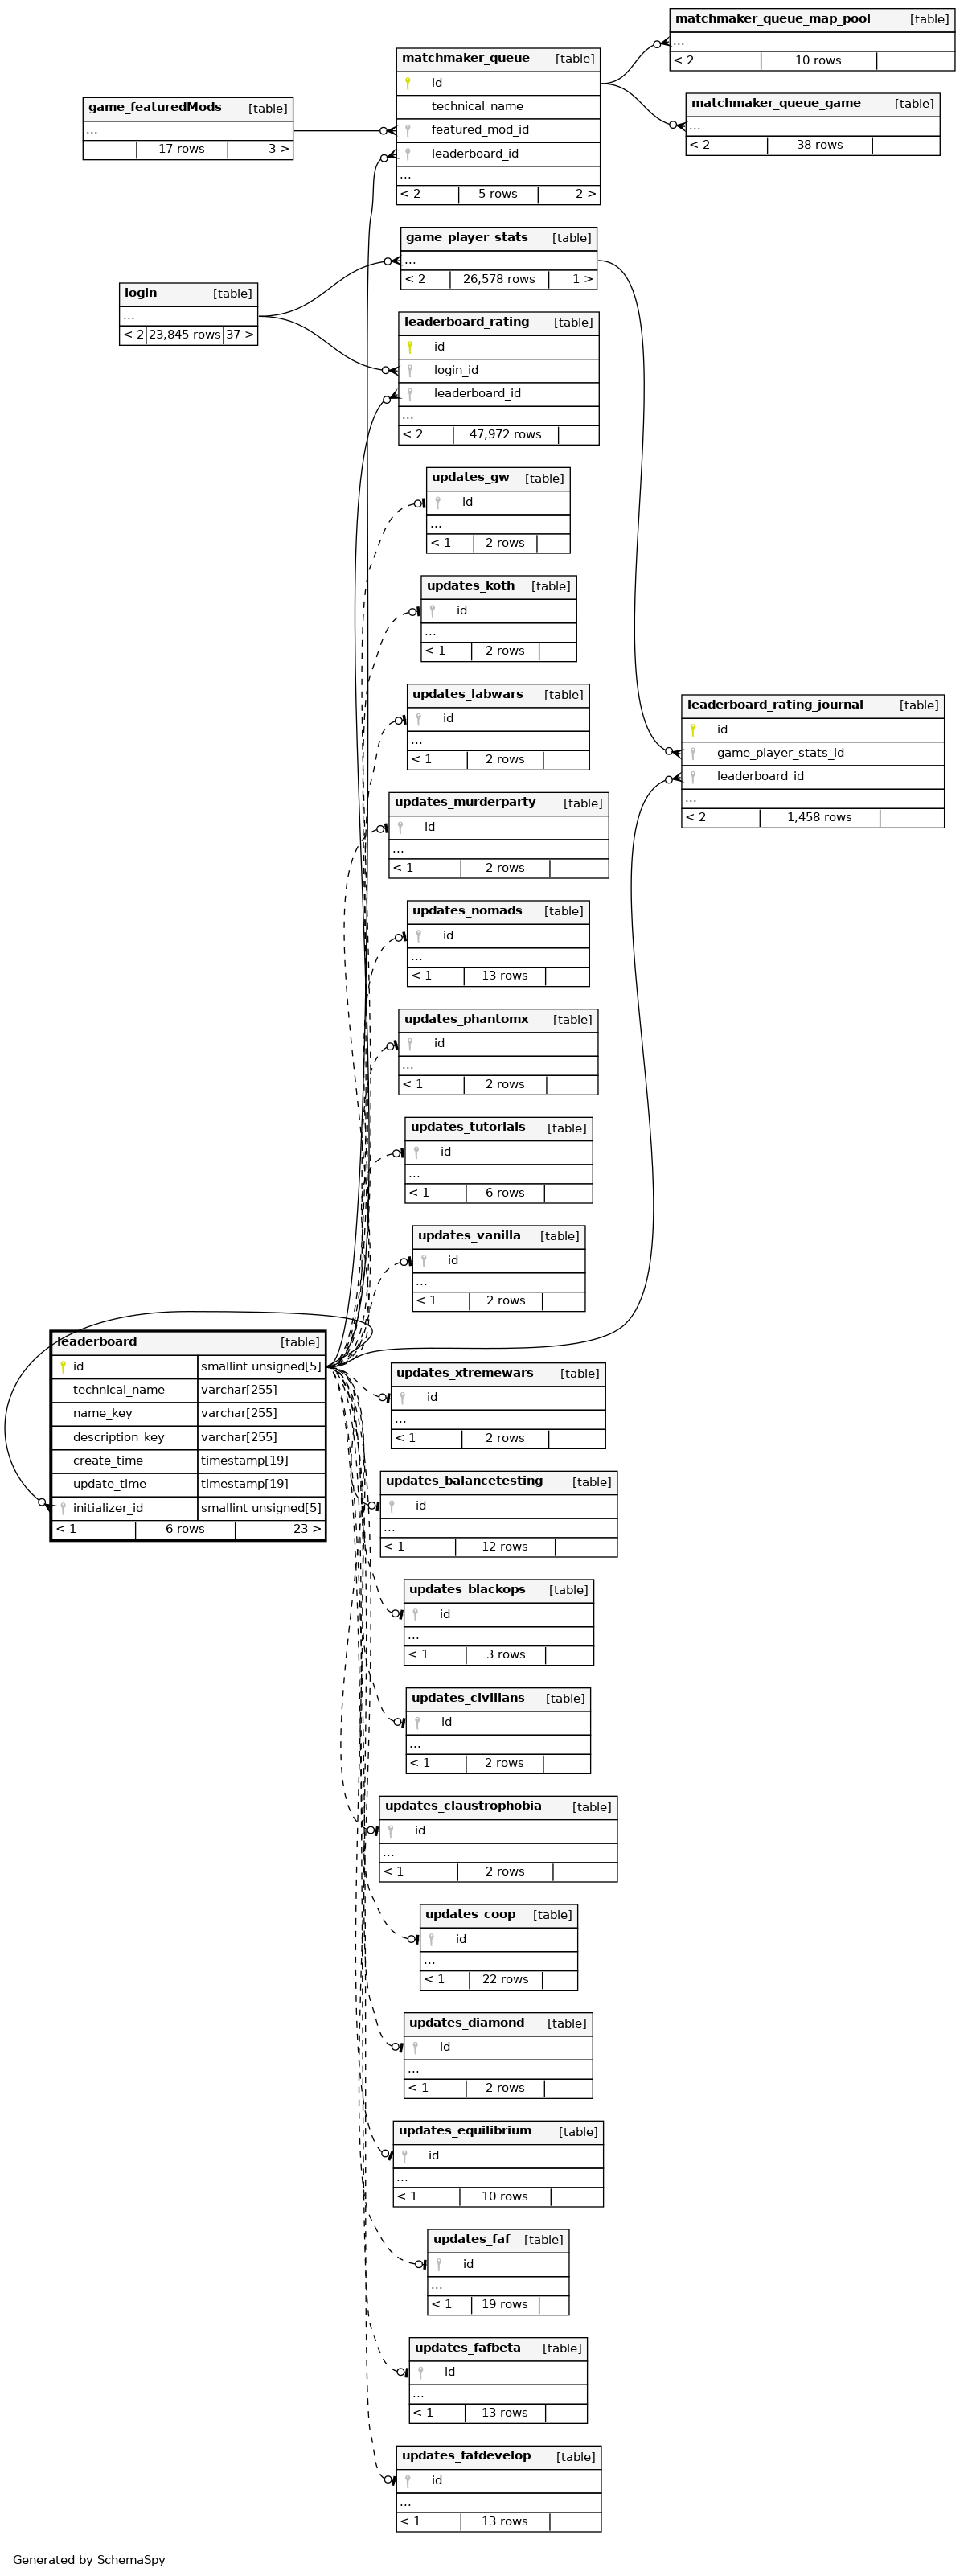 matchmaker_queue_map_pool [table]
...
< 2 10 rows
matchmaker_queue [table]
id
technical_name
featured_mod_id
leaderboard_id
...
< 2 5 rows 2 >
matchmaker_queue_game [table]
...
< 2 38 rows
game_featuredMods [table]
...
17 rows 3 >
game_player_stats [table]
...
< 2 26,578 rows 1 >
login [table]
...
< 2 23,845 rows 37 >
leaderboard_rating [table]
id
login_id
leaderboard_id
...
< 2 47,972 rows
updates_gw [table]
id
...
< 1 2 rows
updates_koth [table]
id
...
< 1 2 rows
updates_labwars [table]
id
...
< 1 2 rows
leaderboard_rating_journal [table]
id
game_player_stats_id
leaderboard_id
...
< 2 1,458 rows
updates_murderparty [table]
id
...
< 1 2 rows
updates_nomads [table]
id
...
< 1 13 rows
updates_phantomx [table]
id
...
< 1 2 rows
updates_tutorials [table]
id
...
< 1 6 rows
updates_vanilla [table]
id
...
< 1 2 rows
leaderboard [table]
id smallint unsigned[5]
technical_name varchar[255]
name_key varchar[255]
description_key varchar[255]
create_time timestamp[19]
update_time timestamp[19]
initializer_id smallint unsigned[5]
< 1 6 rows 23 >
updates_xtremewars [table]
id
...
< 1 2 rows
updates_balancetesting [table]
id
...
< 1 12 rows
updates_blackops [table]
id
...
< 1 3 rows
updates_civilians [table]
id
...
< 1 2 rows
updates_claustrophobia [table]
id
...
< 1 2 rows
updates_coop [table]
id
...
< 1 22 rows
updates_diamond [table]
id
...
< 1 2 rows
updates_equilibrium [table]
id
...
< 1 10 rows
updates_faf [table]
id
...
< 1 19 rows
updates_fafbeta [table]
id
...
< 1 13 rows
updates_fafdevelop [table]
id
...
< 1 13 rows
Generated by SchemaSpy